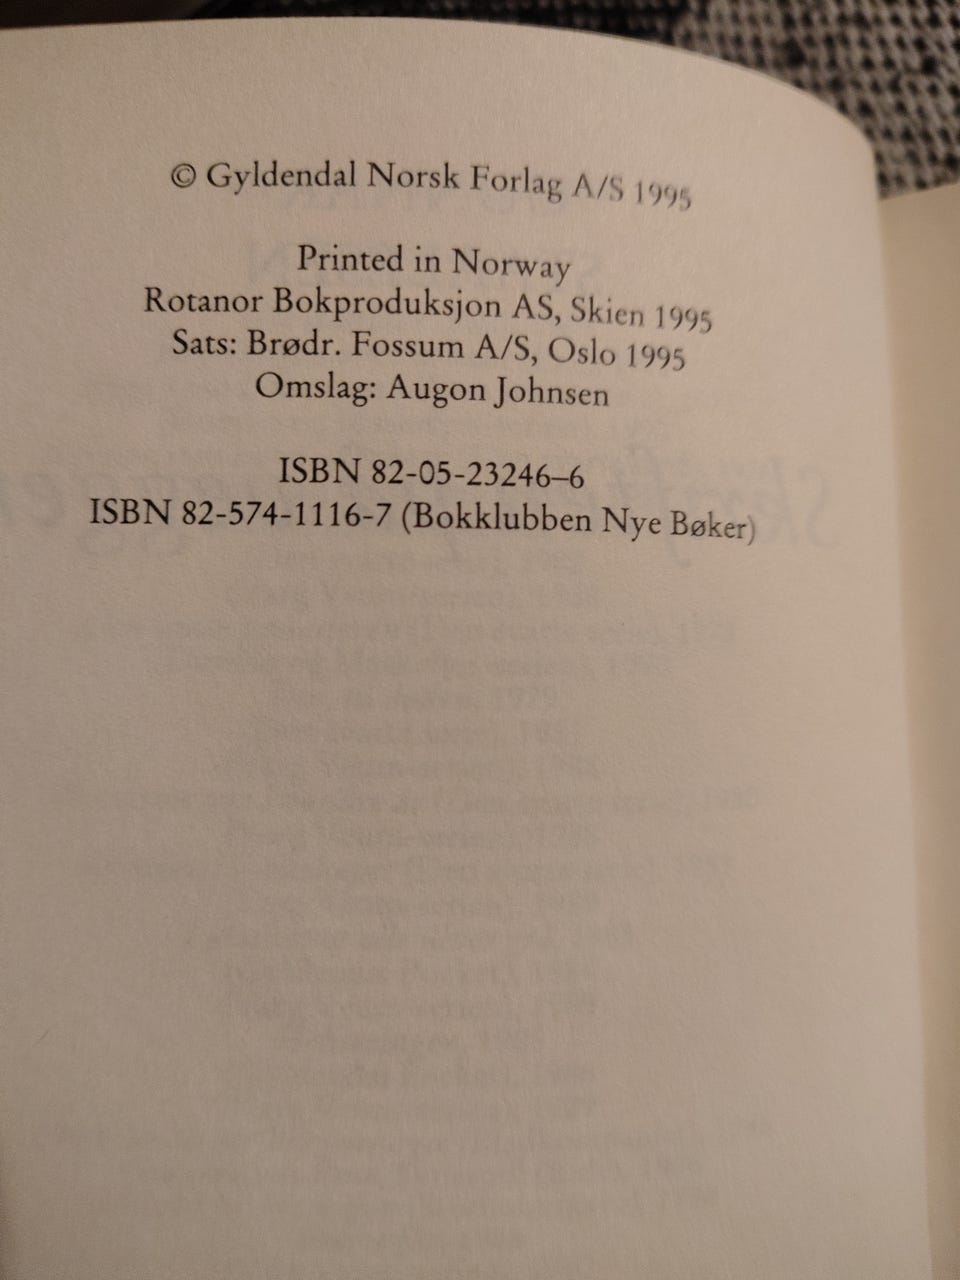 © Gyldendal Norsk Forlag A/S 1995
Printed in Norway
Rotanor Bokproduksjon AS, Skien 1995
Sats: Brødr. Fossum A/S, Oslo 1995
Omslag: Augon Johnsen
ISBN 82-05-23246–6
ISBN 82-574-1116-7 (Bokklubben Nye Bøker)